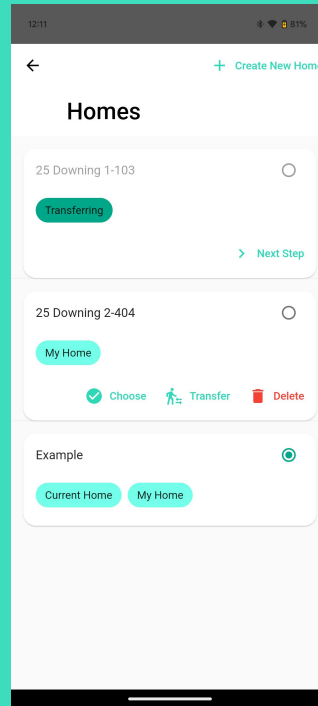 12:11 81%
Create New Home
Homes
25 Downing 1-103
Transferring
Next Step
25 Downing 2-404
My Home
Choose Transfer Delete
Example
Current Home My Home